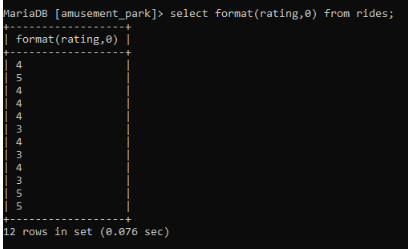 MariaDB [amusement_park]> select format(rating,0) from rides;
+------------------+
| format(rating,0) |
+------------------+
| 4                |
| 5                |
| 4                |
| 4                |
| 4                |
| 3                |
| 4                |
| 3                |
| 4                |
| 3                |
| 5                |
| 5                |
+------------------+
12 rows in set (0.076 sec)